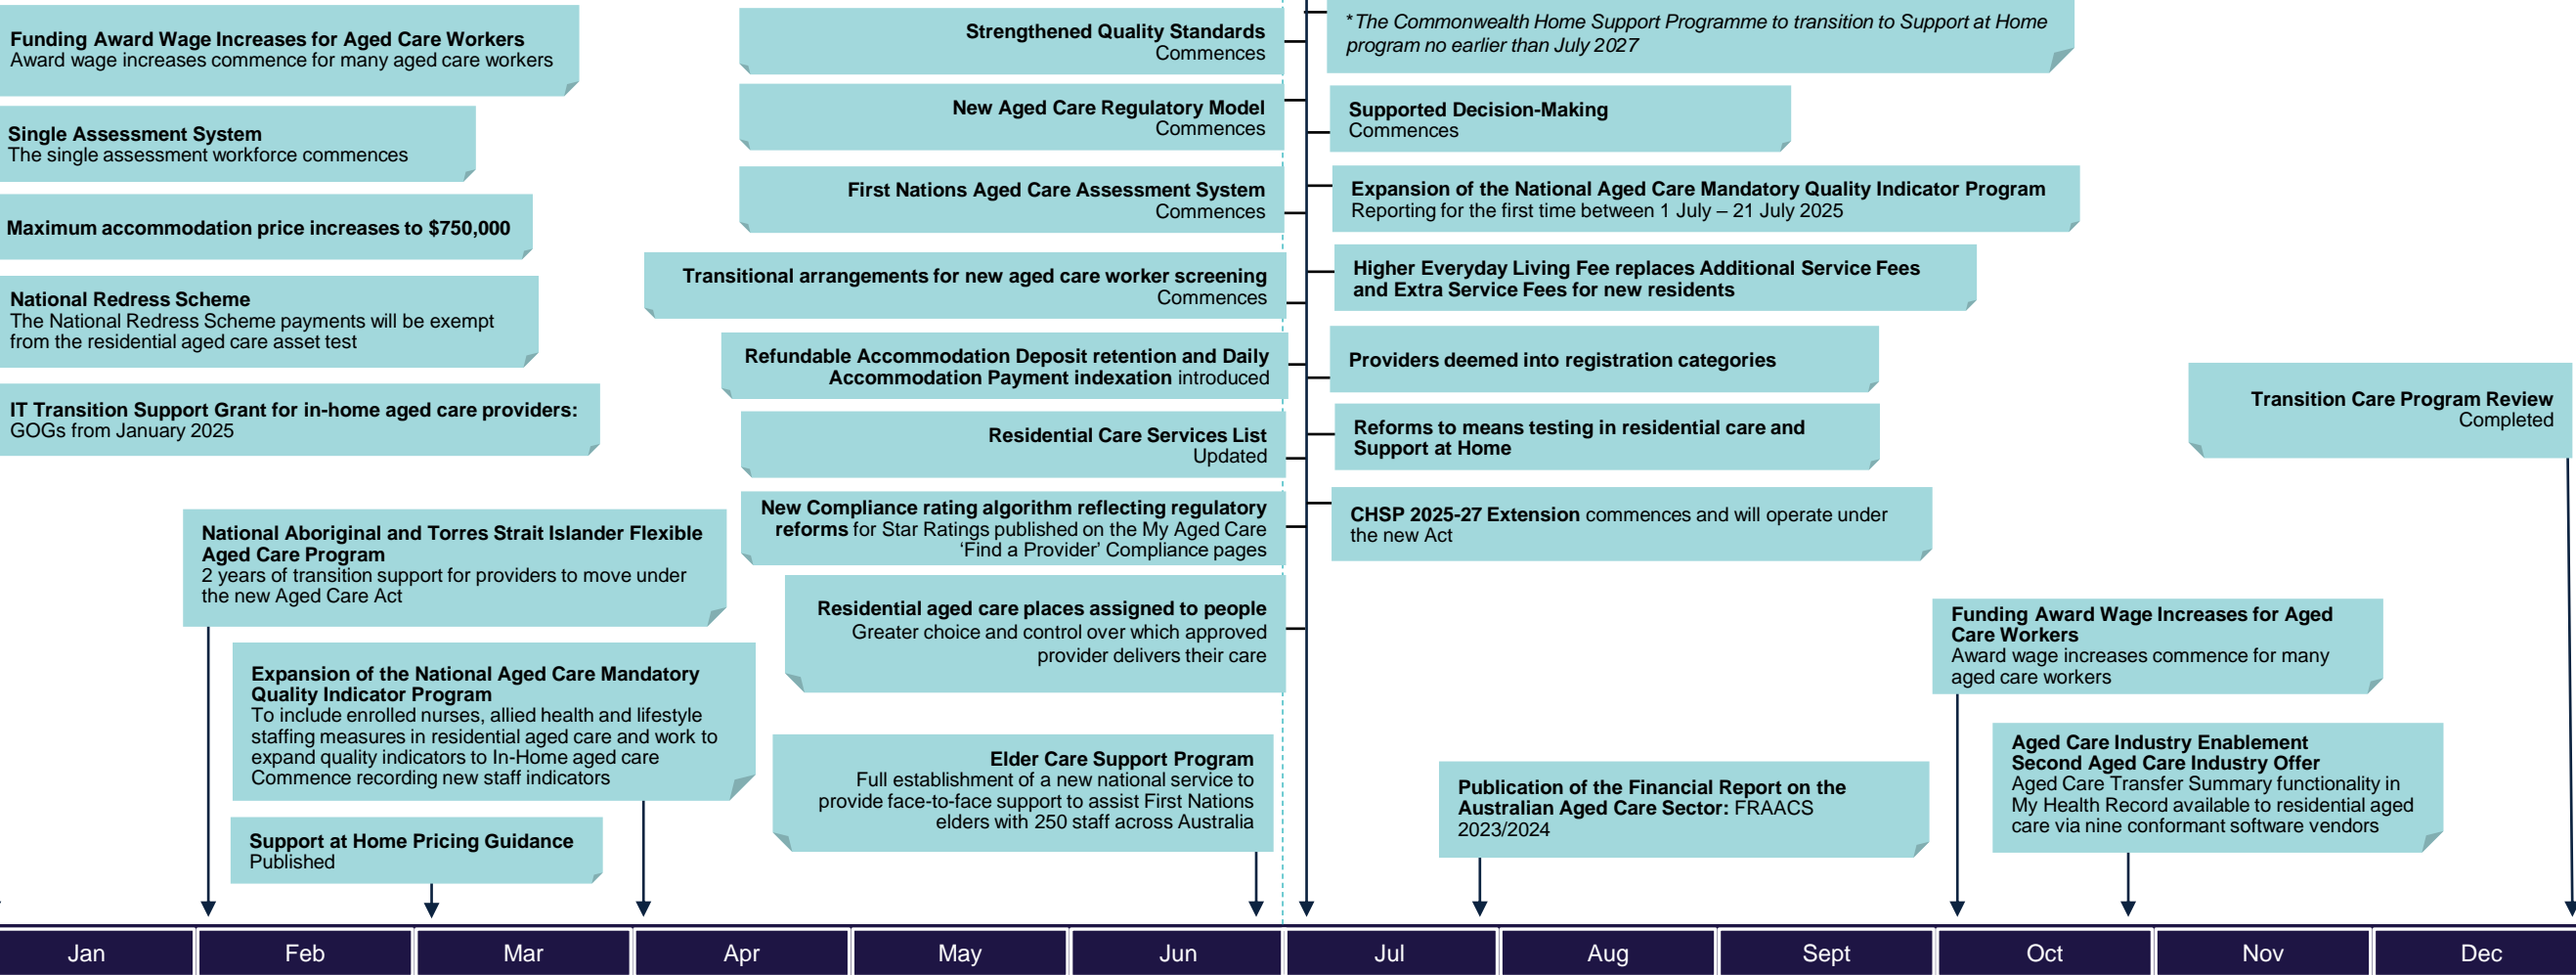 Funding Award Wage Increases for Aged Care Workers
Award wage increases commence for many aged care workers
Single Assessment System
The single assessment workforce commences
Maximum accommodation price increases to $750,000
National Redress Scheme
The National Redress Scheme payments will be exempt
from the residential aged care asset test
IT Transition Support Grant for in-home aged care providers:
GOGs from January 2025
National Aboriginal and Torres Strait Islander Flexible
Aged Care Program
2 years of transition support for providers to move under
the new Aged Care Act
Expansion of the National Aged Care Mandatory
Quality Indicator Program
To include enrolled nurses, allied health and lifestyle
staffing measures in residential aged care and work to
expand quality indicators to In-Home aged care
Commence recording new staff indicators
Support at Home Pricing Guidance
Published
Strengthened Quality Standards
Commences
New Aged Care Regulatory Model
Commences
First Nations Aged Care Assessment System
Commences
Transitional arrangements for new aged care worker screening
Commences
Refundable Accommodation Deposit retention and Daily
Accommodation Payment indexation introduced
Residential Care Services List
Updated
New Compliance rating algorithm reflecting regulatory
reforms for Star Ratings published on the My Aged Care
‘Find a Provider’ Compliance pages
Residential aged care places assigned to people
Greater choice and control over which approved
provider delivers their care
Elder Care Support Program
Full establishment of a new national service to
provide face-to-face support to assist First Nations
elders with 250 staff across Australia
*The Commonwealth Home Support Programme to transition to Support at Home
program no earlier than July 2027
Supported Decision-Making
Commences
Expansion of the National Aged Care Mandatory Quality Indicator Program
Reporting for the first time between 1 July – 21 July 2025
Higher Everyday Living Fee replaces Additional Service Fees
and Extra Service Fees for new residents
Providers deemed into registration categories
Reforms to means testing in residential care and
Support at Home
CHSP 2025-27 Extension commences and will operate under
the new Act
Publication of the Financial Report on the
Australian Aged Care Sector: FRAACS
2023/2024
Transition Care Program Review
Completed
Funding Award Wage Increases for Aged
Care Workers
Award wage increases commence for many
aged care workers
Aged Care Industry Enablement
Second Aged Care Industry Offer
Aged Care Transfer Summary functionality in
My Health Record available to residential aged
care via nine conformant software vendors
Jan Feb Mar Apr May Jun Jul Aug Sept Oct Nov Dec